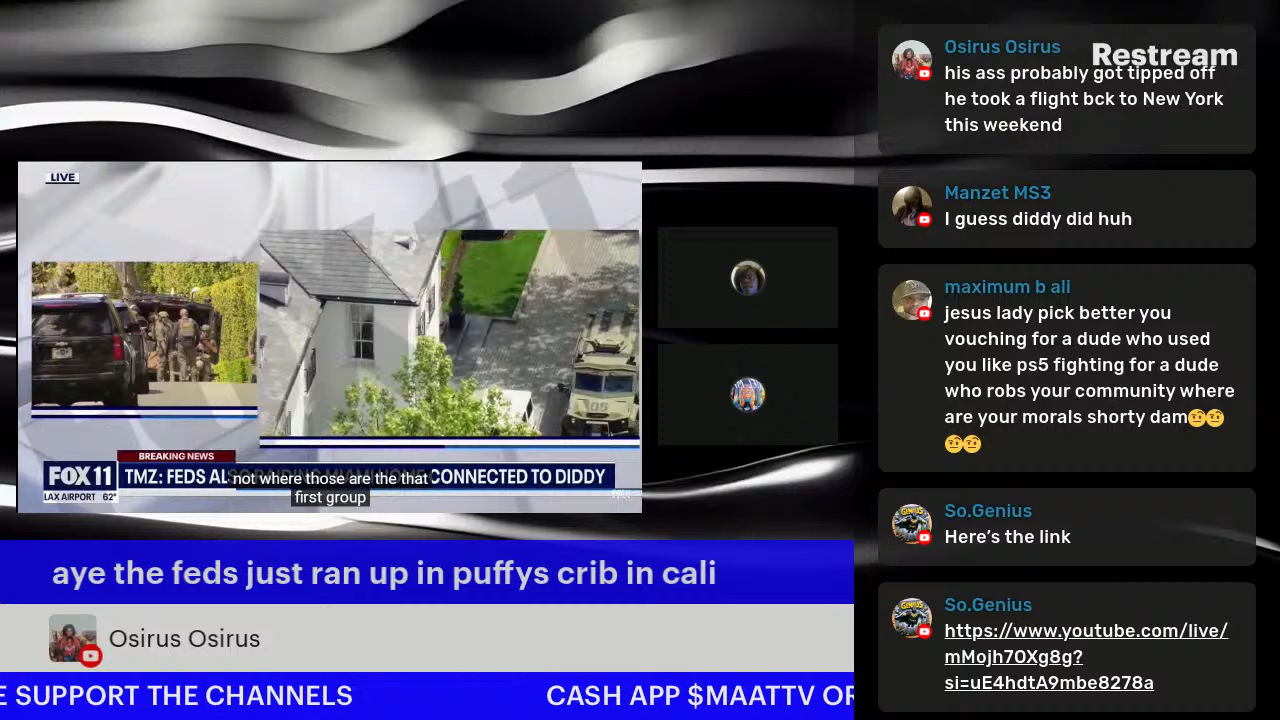 LIVE
BREAKING NEWS
FOX 11
TMZ: FEDS AL CONNECTED TO DIDDY
LAX AIRPORT 62°
not where those are the that
first group
aye the feds just ran up in puffys crib in cali
Osirus Osirus
E SUPPORT THE CHANNELS CASH APP $MAATTV OR
Restream
Osirus Osirus
his ass probably got tipped off
he took a flight bck to New York
this weekend
Manzet MS3
I guess diddy did huh
maximum b ali
jesus lady pick better you
vouching for a dude who used
you like ps5 fighting for a dude
who robs your community where
are your morals shorty dam🤨🤨
🤨🤨
So.Genius
Here’s the link
So.Genius
https://www.youtube.com/live/
mMojh7OXg8g?
si=uE4hdtA9mbe8278a